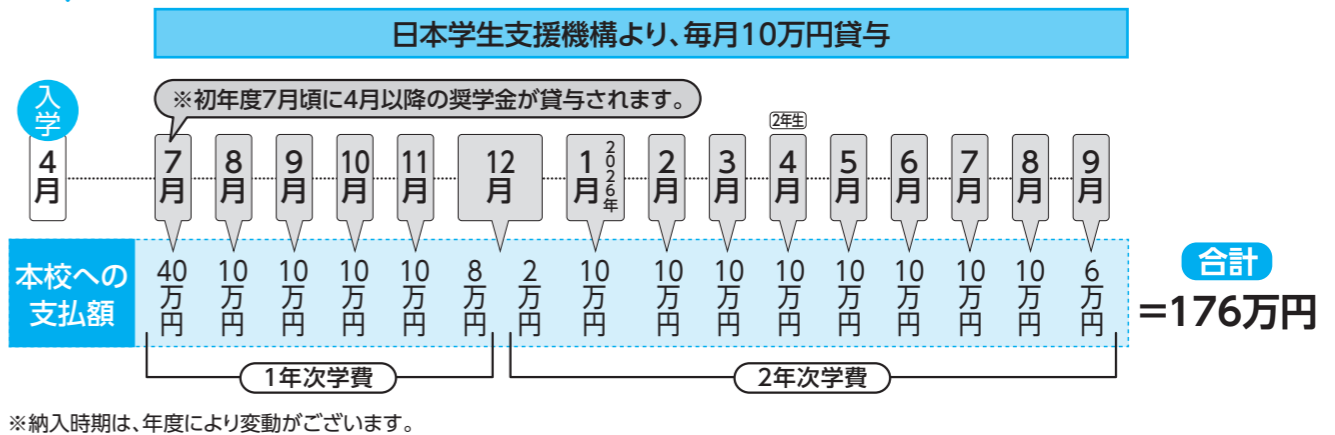 日本学生支援機構より、毎月10万円貸与
入学
※初年度7月頃に4月以降の奨学金が貸与されます。
2年生
4月
7月
8月
9月
10月
11月
12月
1月
2026年
2月
3月
4月
5月
6月
7月
8月
9月
本校への
支払額
40万円
10万円
10万円
10万円
10万円
8万円
2万円
10万円
10万円
10万円
10万円
10万円
10万円
10万円
10万円
6万円
合計
=176万円
1年次学費
2年次学費
※納入時期は、年度により変動がございます。